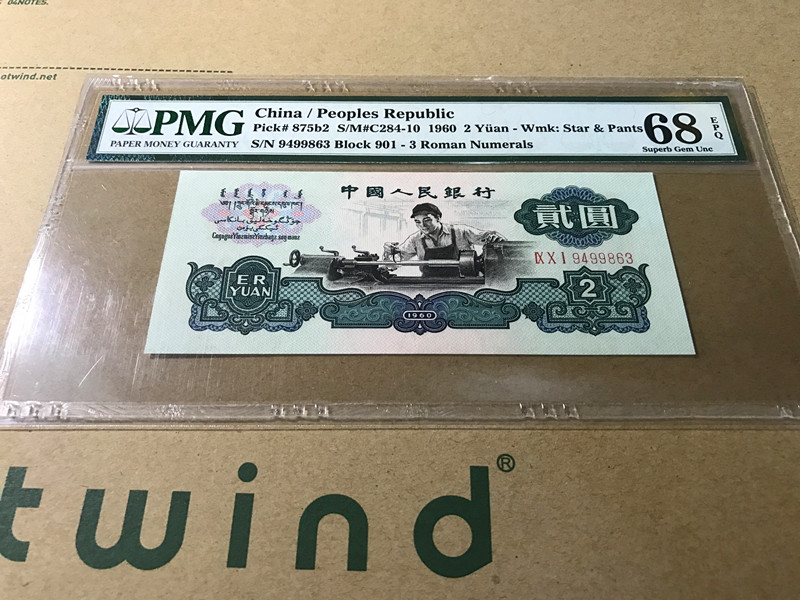 04NOTES.
otwind.net
PMG
PAPER MONEY GUARANTY
China / Peoples Republic
Pick# 875b2 S/M#C284-10 1960 2 Yüan - Wmk: Star & Pants
S/N 9499863 Block 901 - 3 Roman Numerals
68
EPQ
Superb Gem Unc
中國人民銀行
貳圓
IX X I 9499863
ER
YUAN
2
1960
twind®